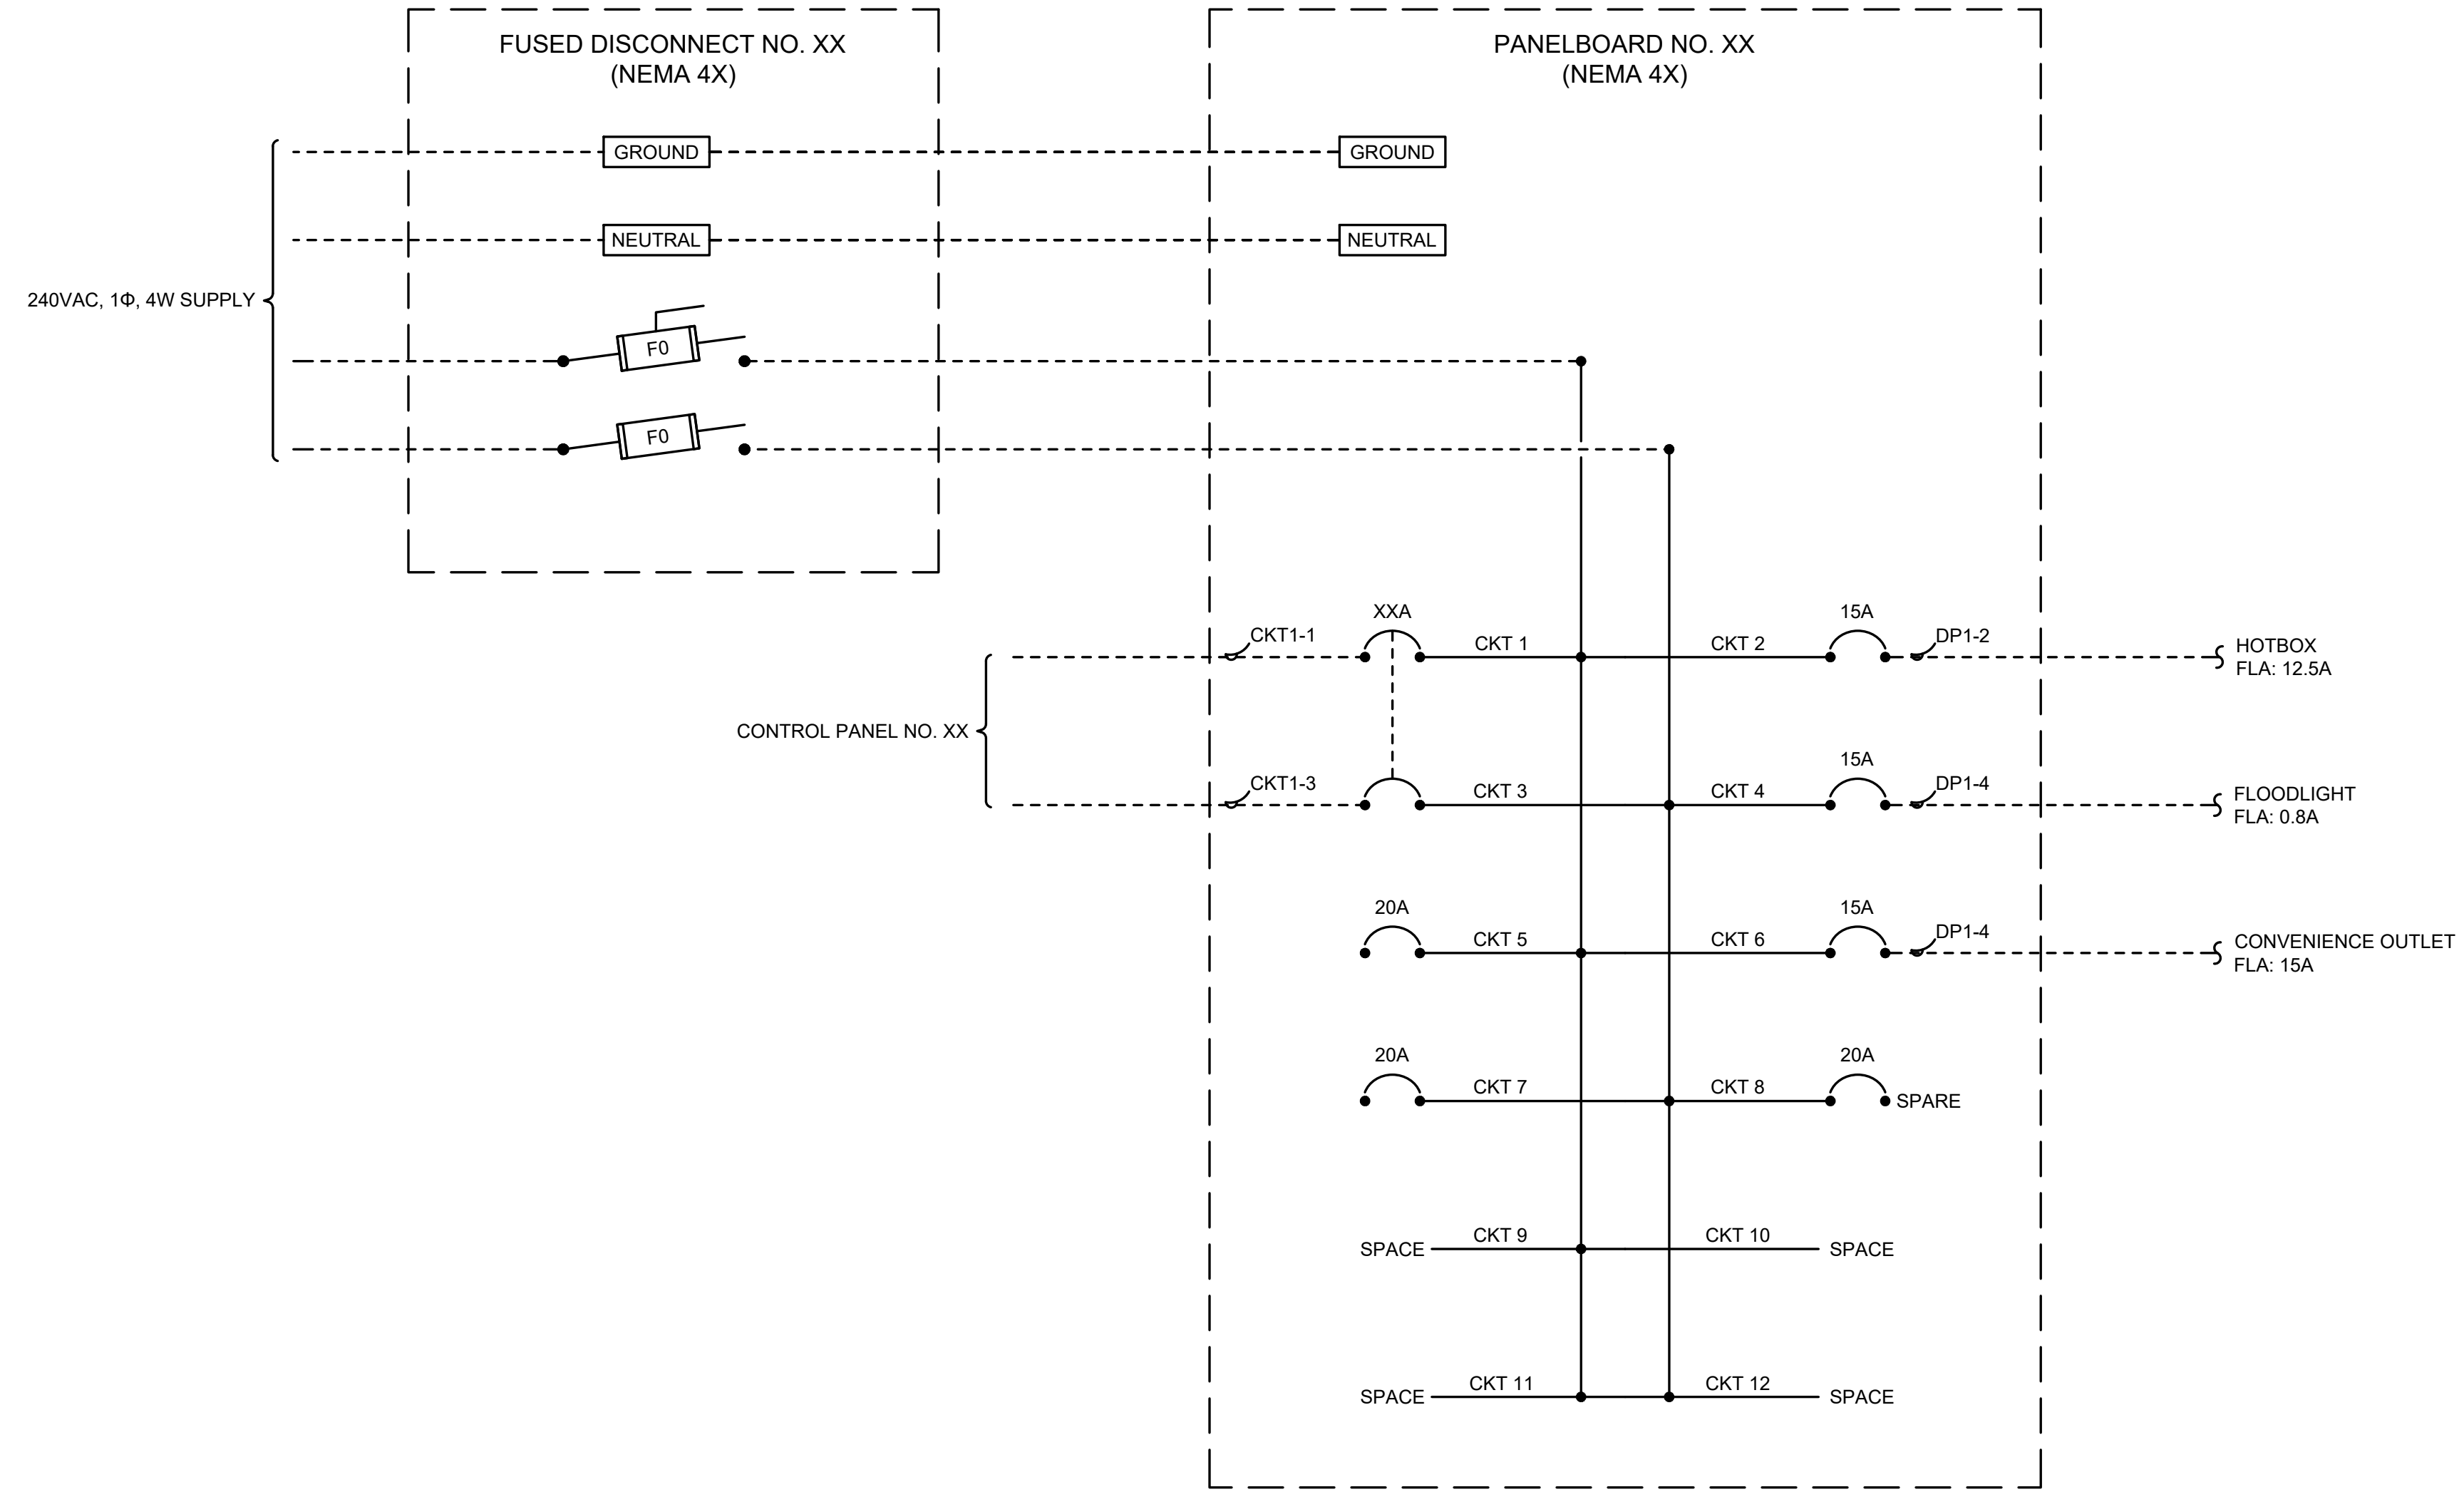 FUSED DISCONNECT NO. XX
(NEMA 4X)
PANELBOARD NO. XX
(NEMA 4X)
GROUND
GROUND
NEUTRAL
NEUTRAL
240VAC, 1Φ, 4W SUPPLY
F0
F0
XXA
15A
CKT1-1
CKT 1
CKT 2
DP1-2
HOTBOX
FLA: 12.5A
CONTROL PANEL NO. XX
15A
CKT1-3
CKT 3
CKT 4
DP1-4
FLOODLIGHT
FLA: 0.8A
20A
15A
CKT 5
CKT 6
DP1-4
CONVENIENCE OUTLET
FLA: 15A
20A
20A
CKT 7
CKT 8
SPARE
SPACE
CKT 9
CKT 10
SPACE
SPACE
CKT 11
CKT 12
SPACE